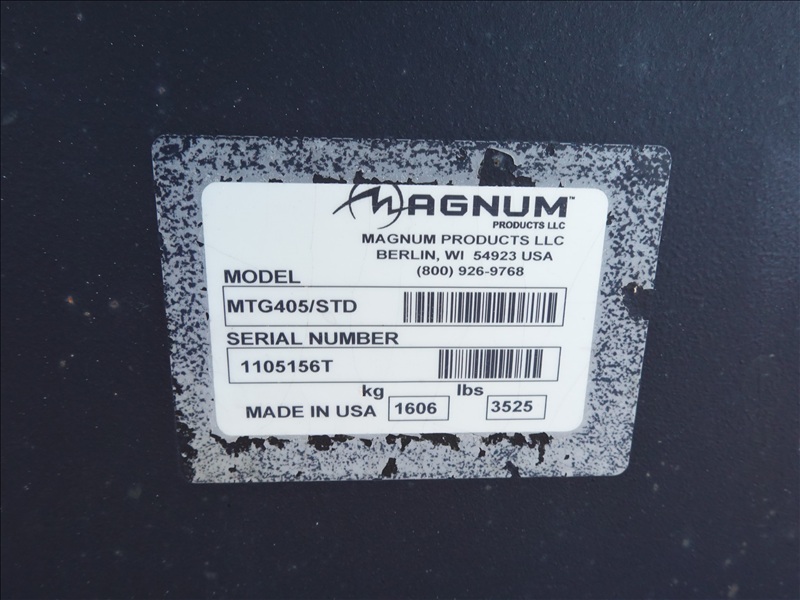 MAGNUM™
PRODUCTS LLC
MAGNUM PRODUCTS LLC
BERLIN, WI 54923 USA
(800) 926-9768
MODEL
MTG405/STD
SERIAL NUMBER
1105156T
kg lbs
MADE IN USA 1606 3525